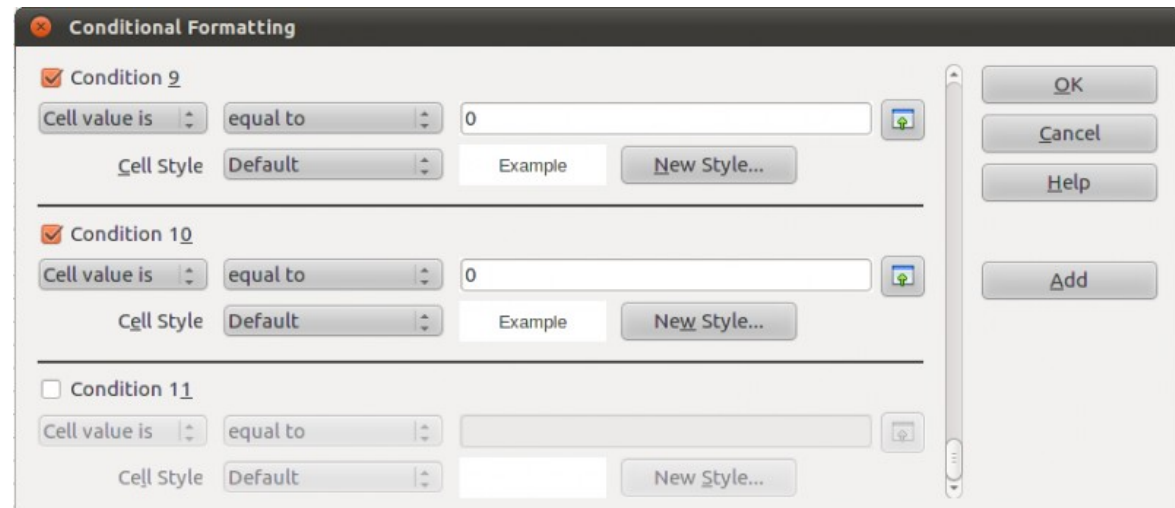 Conditional Formatting
Condition 9
OK
Cell value is equal to 0
Cancel
Cell Style Default Example New Style...
Help
Condition 10
Cell value is equal to 0
Add
Cell Style Default Example New Style...
Condition 11
Cell value is equal to
Cell Style Default New Style...